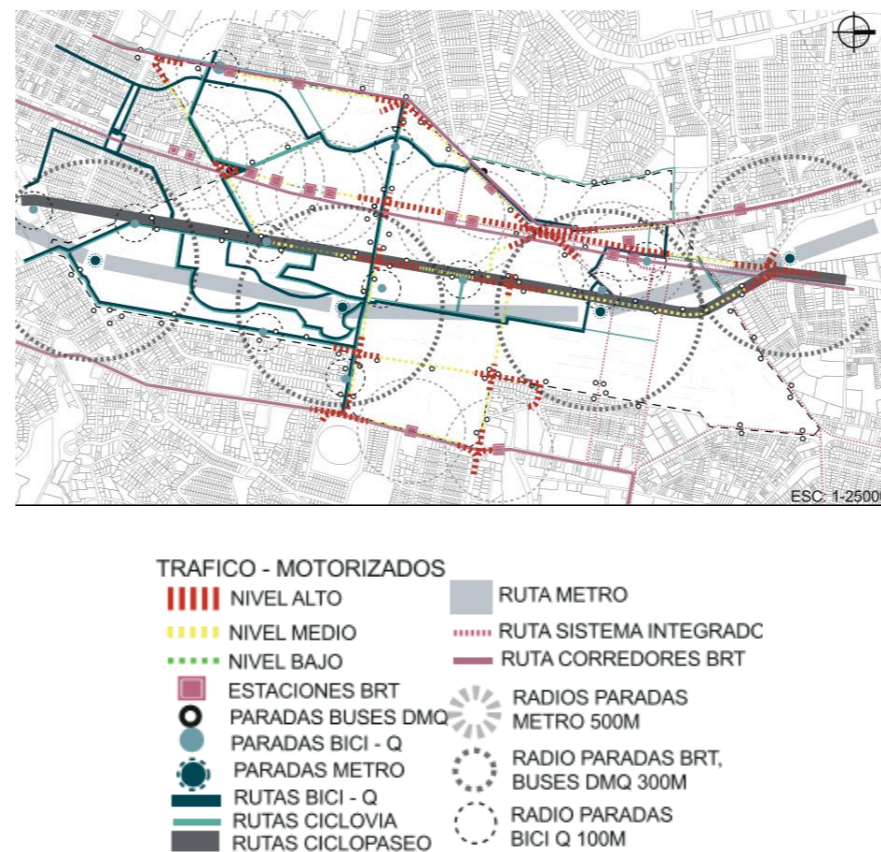 ESC: 1-2500
TRAFICO - MOTORIZADOS
NIVEL ALTO
NIVEL MEDIO
NIVEL BAJO
ESTACIONES BRT
PARADAS BUSES DMQ
PARADAS BICI - Q
PARADAS METRO
RUTAS BICI - Q
RUTAS CICLOVIA
RUTAS CICLOPASEO
RUTA METRO
RUTA SISTEMA INTEGRADO
RUTA CORREDORES BRT
RADIOS PARADAS
METRO 500M
RADIO PARADAS BRT,
BUSES DMQ 300M
RADIO PARADAS
BICI Q 100M